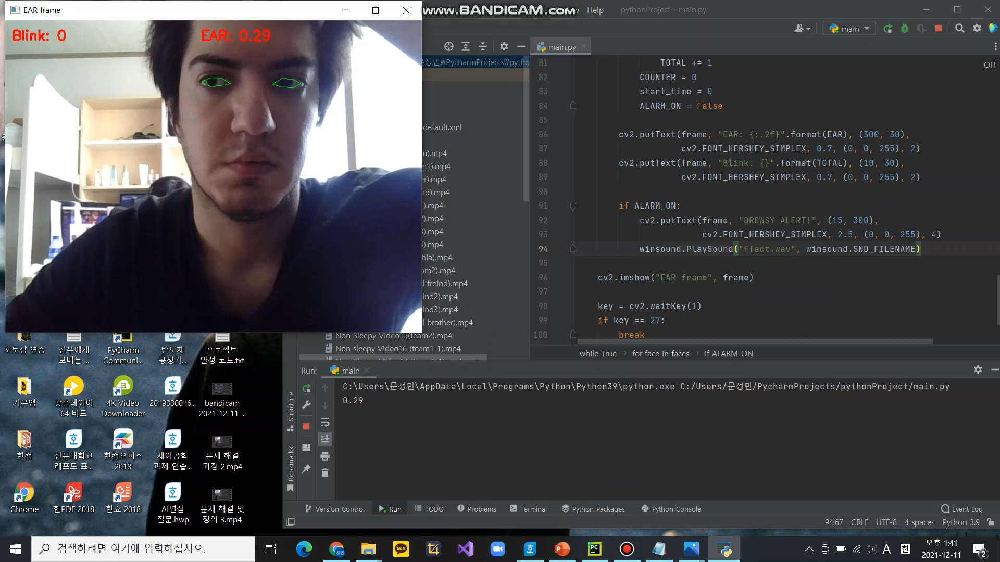 EAR frame
Blink: 0
EAR: 0.29
www.BANDICAM.com
Help
pythonProject - main.py
main
main.py
문성민₩PycharmProjects₩pytho
default.xml
m).mp4
m1).mp4
er).mp4
nd).mp4
).mp4
2).mp4
3).mp4
4).mp4
hia).mp4
om2).mp4
d freind).mp4
ind2).mp4
ind3).mp4
d brother).mp4
Non Sleepy Video15(team2).mp4
Non sleepy Video16 (team1-1).mp4
OFF
81 TOTAL += 1
82 COUNTER = 0
83 start_time = 0
84 ALARM_ON = False
85
86 cv2.putText(frame, "EAR: {:.2f}".format(EAR), (300, 30),
87 cv2.FONT_HERSHEY_SIMPLEX, 0.7, (0, 0, 255), 2)
88 cv2.putText(frame, "Blink: {}".format(TOTAL), (10, 30),
89 cv2.FONT_HERSHEY_SIMPLEX, 0.7, (0, 0, 255), 2)
90
91 if ALARM_ON:
92 cv2.putText(frame, "DROWSY ALERT!", (15, 300),
93 cv2.FONT_HERSHEY_SIMPLEX, 2.5, (0, 0, 255), 4)
94 winsound.PlaySound("ffact.wav", winsound.SND_FILENAME)
95
96 cv2.imshow("EAR frame", frame)
97
98 key = cv2.waitKey(1)
99 if key == 27:
100 break
while True › for face in faces › if ALARM_ON
Run: main
C:\Users\문성민\AppData\Local\Programs\Python\Python39\python.exe C:/Users/문성민/PycharmProjects/pythonProject/main.py
0.29
Structure
Bookmarks
Version Control
Run
TODO
Problems
Terminal
Python Packages
Python Console
Event Log
94:67 CRLF UTF-8 4 spaces Python 3.9
포토샵 연습
진우에게
보내는 ...
PyCharm
Communi...
반도체
공정기...
프로젝트
완성 코드.txt
기본앱
팟플레이어
64 비트
4K Video
Downloader
2019330016...
bandicam
2021-12-11 ...
한컴
선문대학교
레포트 표...
한컴오피스
2018
제어공학
과제 연습...
문제 해결
과정 2.mp4
Chrome
한PDF 2018
한쇼 2018
AI면접
질문.hwp
문제 해결 및
정의 3.mp4
검색하려면 여기에 입력하십시오.
TALK
PC
A
한
오후 1:41
2021-12-11
2